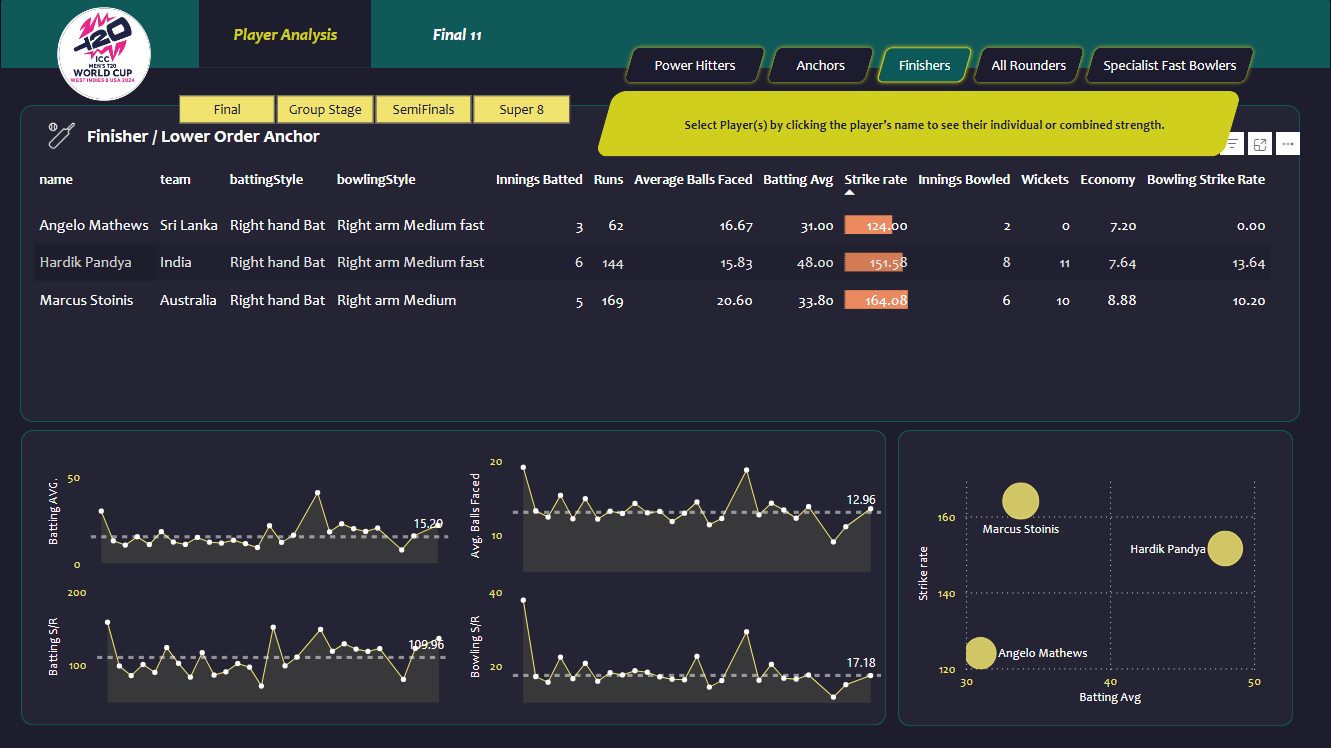 T20
ICC
MEN'S T20
WORLD CUP
WEST INDIES & USA 2024
Player Analysis
Final 11
Power Hitters
Anchors
Finishers
All Rounders
Specialist Fast Bowlers
Final
Group Stage
SemiFinals
Super 8
Select Player(s) by clicking the player's name to see their individual or combined strength.
Finisher / Lower Order Anchor
name team battingStyle bowlingStyle Innings Batted Runs Average Balls Faced Batting Avg Strike rate Innings Bowled Wickets Economy Bowling Strike Rate
Angelo Mathews Sri Lanka Right hand Bat Right arm Medium fast 3 62 16.67 31.00 124.00 2 0 7.20 0.00
Hardik Pandya India Right hand Bat Right arm Medium fast 6 144 15.83 48.00 151.58 8 11 7.64 13.64
Marcus Stoinis Australia Right hand Bat Right arm Medium 5 169 20.60 33.80 164.08 6 10 8.88 10.20
Batting AVG.
50
0
15.20
Avg. Balls Faced
20
10
12.96
Batting S/R
200
100
109.96
Bowling S/R
40
20
17.18
Strike rate
160
140
120
Marcus Stoinis
Hardik Pandya
Angelo Mathews
30 40 50
Batting Avg